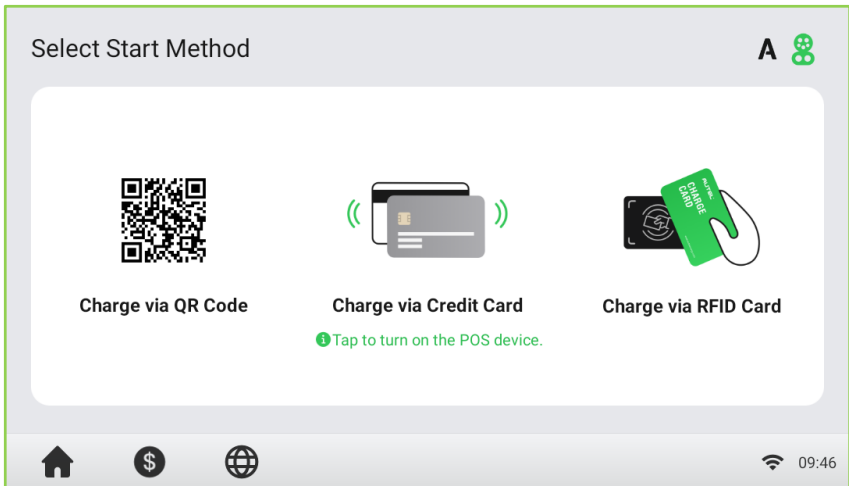 Select Start Method
A
AUTEL
CHARGE
CARD
Charge via QR Code
Charge via Credit Card
Charge via RFID Card
Tap to turn on the POS device.
$
09:46